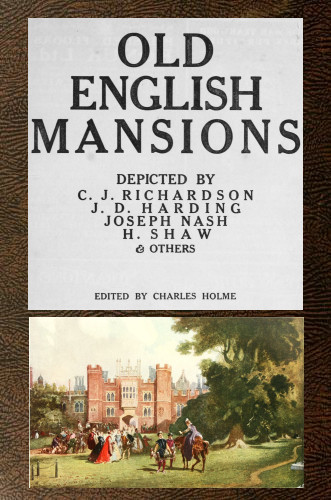 OLD
ENGLISH
MANSIONS
DEPICTED BY
C. J. RICHARDSON
J. D. HARDING
JOSEPH NASH
H. SHAW
& OTHERS
EDITED BY CHARLES HOLME